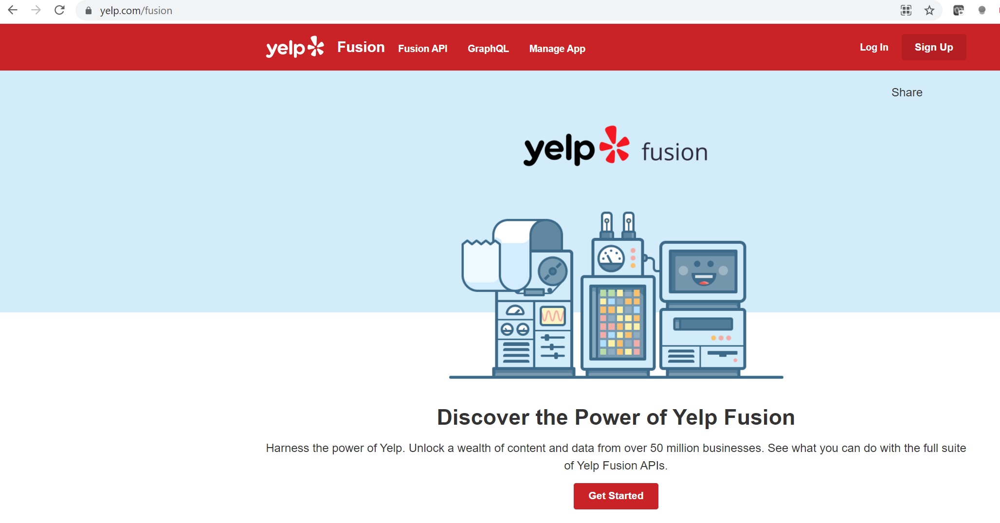 yelp.com/fusion
yelp Fusion Fusion API GraphQL Manage App Log In Sign Up
Share
yelp fusion
Discover the Power of Yelp Fusion
Harness the power of Yelp. Unlock a wealth of content and data from over 50 million businesses. See what you can do with the full suite
of Yelp Fusion APIs.
Get Started